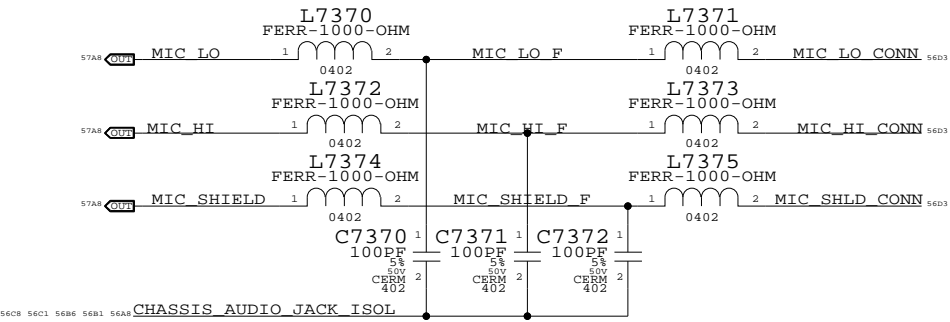 L7370
FERR-1000-OHM
L7371
FERR-1000-OHM
57A8 OUT MIC_LO 1 2 MIC_LO_F 1 2 MIC_LO_CONN 56D3
0402
0402
L7372
FERR-1000-OHM
L7373
FERR-1000-OHM
57A8 OUT MIC_HI 1 2 MIC_HI_F 1 2 MIC_HI_CONN 56D3
0402
0402
L7374
FERR-1000-OHM
L7375
FERR-1000-OHM
57A8 OUT MIC_SHIELD 1 2 MIC_SHIELD_F 1 2 MIC_SHLD_CONN 56D3
0402
0402
C7370 1
100PF
5%
50V
CERM 2
402
C7371 1
100PF
5%
50V
CERM 2
402
C7372 1
100PF
5%
50V
CERM 2
402
56C8 56C1 56B6 56B1 56A8 CHASSIS_AUDIO_JACK_ISOL